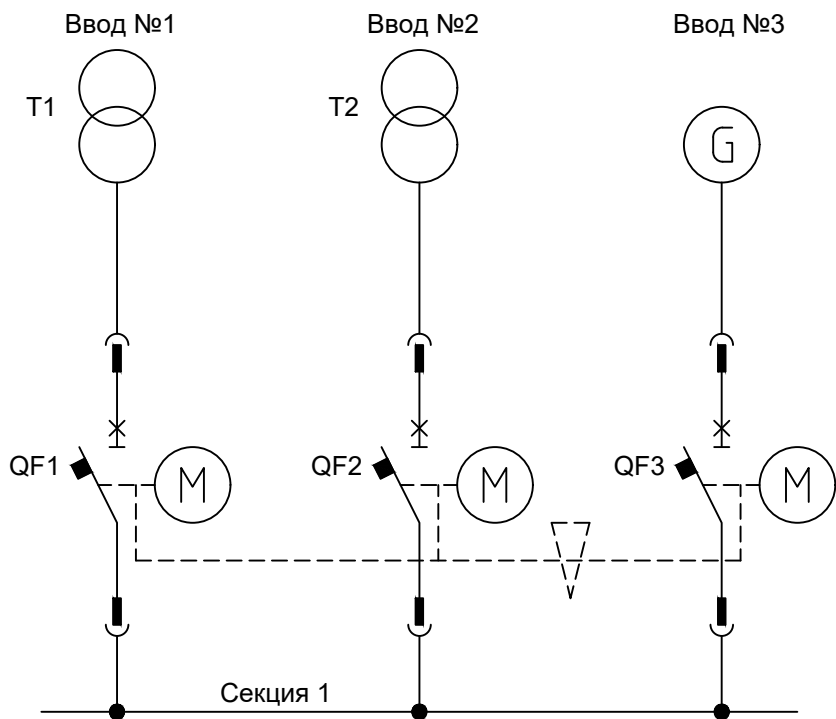 Ввод №1
Ввод №2
Ввод №3
T1
T2
G
QF1
M
QF2
M
QF3
M
Секция 1